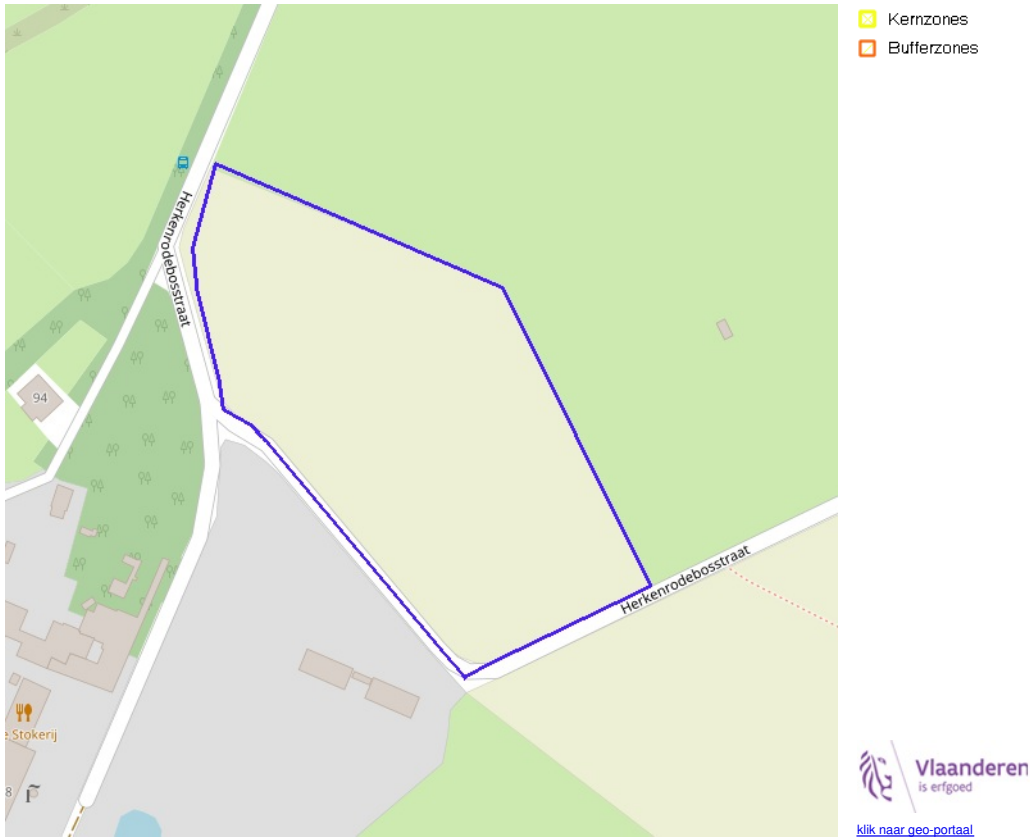 Kernzones
Bufferzones
Herkenrodebosstraat
94
Herkenrodebosstraat
e Stokerij
8
Vlaanderen
is erfgoed
klik naar geo-portaal